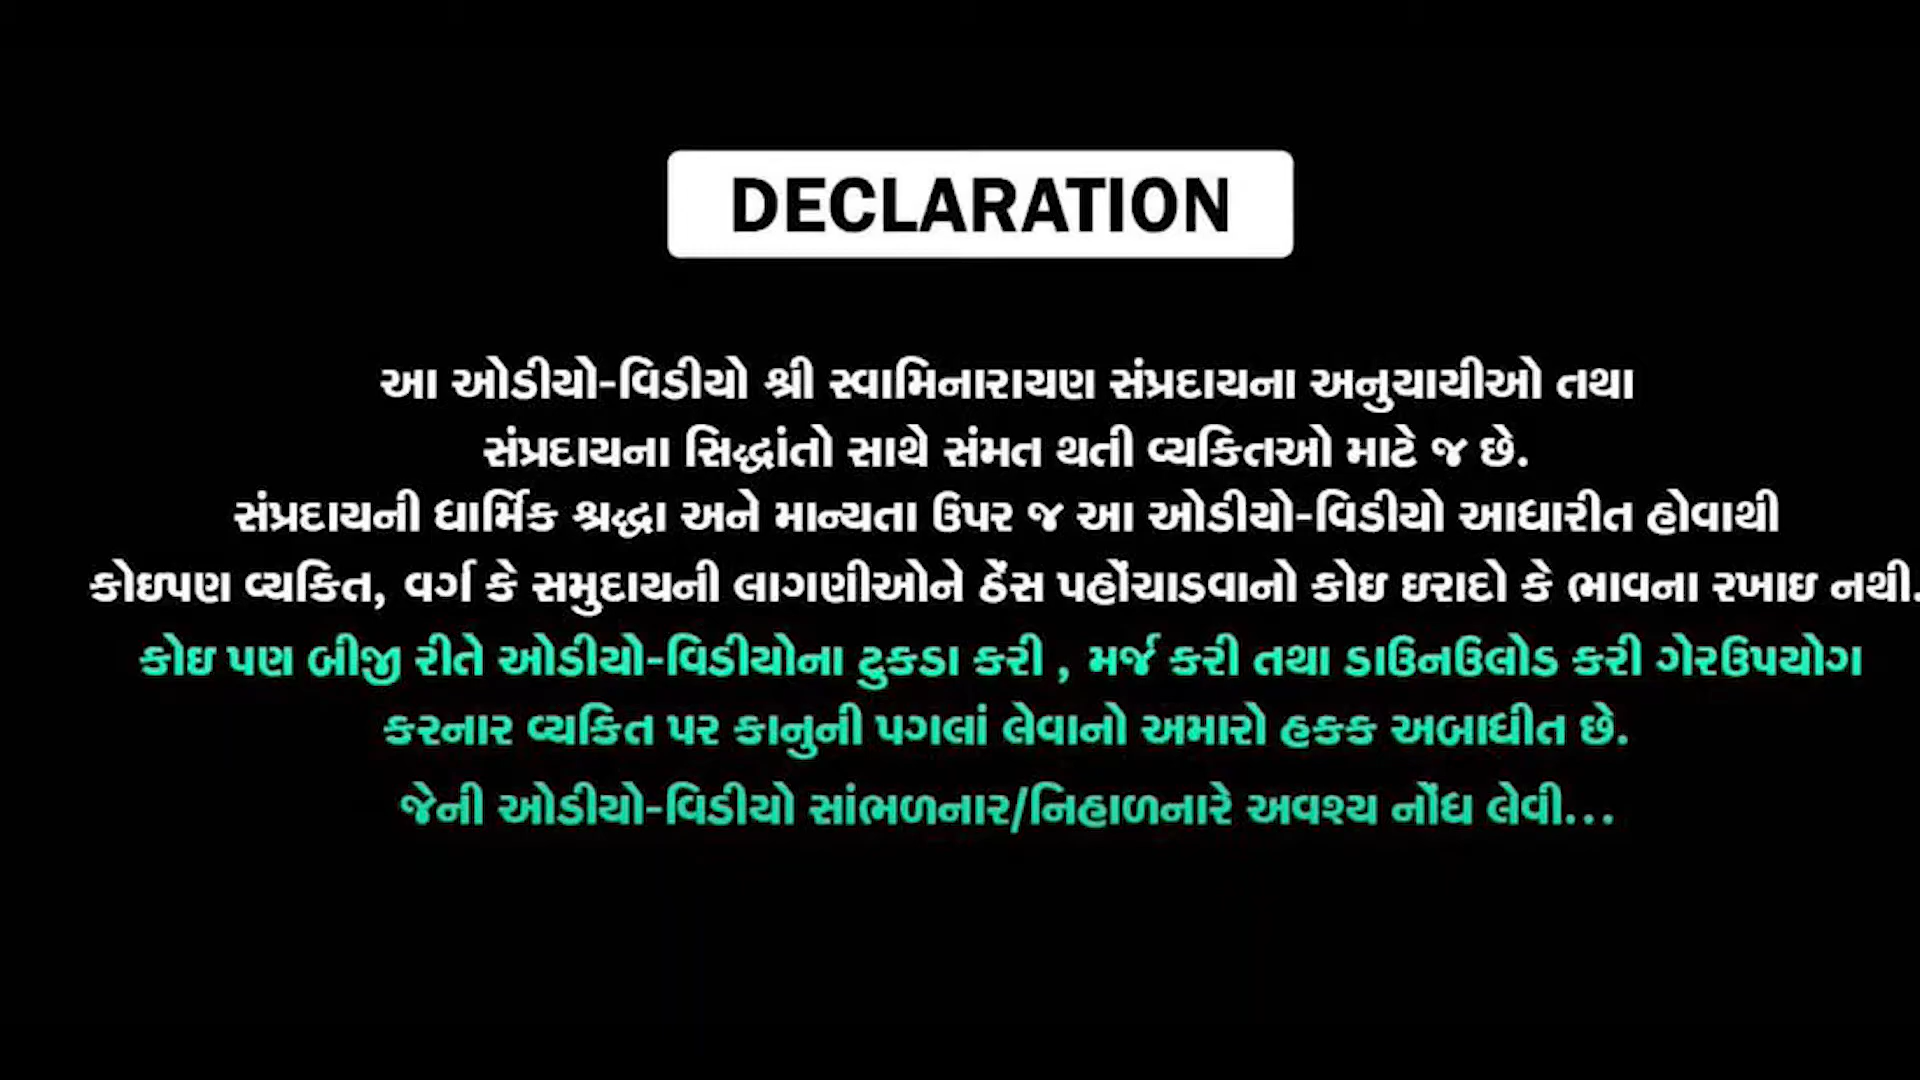 DECLARATION
આ ઓડીયો-વિડીયો શ્રી સ્વામિનારાયણ સંપ્રદાયના અનુયાયીઓ તથા
સંપ્રદાયના સિદ્ધાંતો સાથે સંમત થતી વ્યકિતઓ માટે જ છે.
સંપ્રદાયની ધાર્મિક શ્રદ્ધા અને માન્યતા ઉપર જ આ ઓડીયો-વિડીયો આધારીત હોવાથી
કોઇપણ વ્યકિત, વર્ગ કે સમુદાયની લાગણીઓને ઠેંસ પહોંચાડવાનો કોઇ ઇરાદો કે ભાવના રખાઇ નથી.
કોઇ પણ બીજી રીતે ઓડીયો-વિડીયોના ટુકડા કરી , મર્જ કરી તથા ડાઉનઉલોડ કરી ગેરઉપયોગ
કરનાર વ્યકિત પર કાનુની પગલાં લેવાનો અમારો હકક અબાધીત છે.
જેની ઓડીયો-વિડીયો સાંભળનાર/નિહાળનારે અવશ્ય નોંધ લેવી...